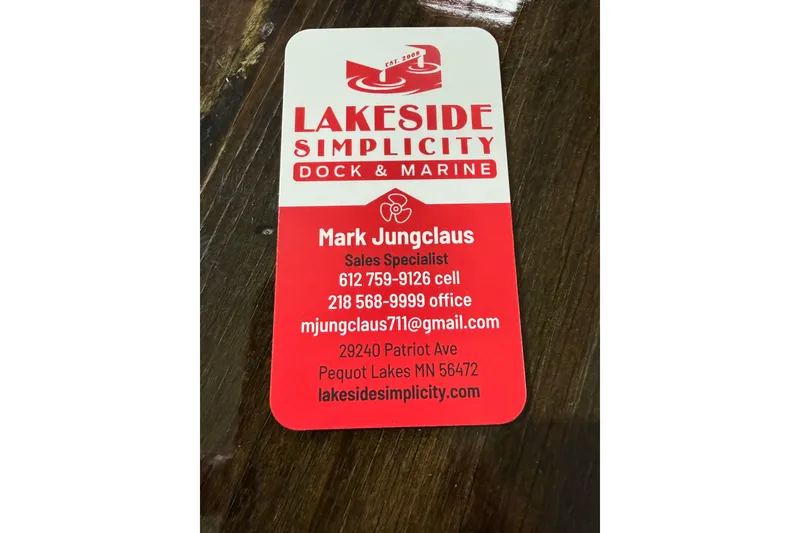 EST. 2008
LAKESIDE
SIMPLICITY
DOCK & MARINE
Mark Jungclaus
Sales Specialist
612 759-9126 cell
218 568-9999 office
mjungclaus711@gmail.com
29240 Patriot Ave
Pequot Lakes MN 56472
lakesidesimplicity.com